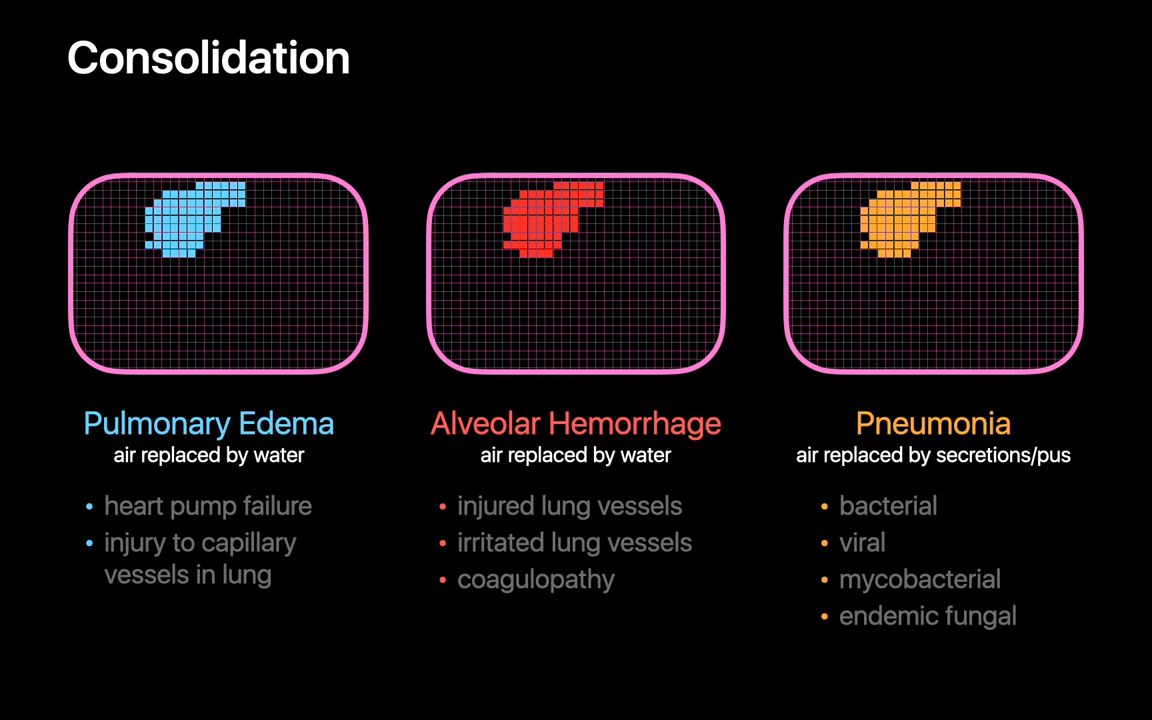 Consolidation
Pulmonary Edema
air replaced by water
• heart pump failure
• injury to capillary
vessels in lung
Alveolar Hemorrhage
air replaced by water
• injured lung vessels
• irritated lung vessels
• coagulopathy
Pneumonia
air replaced by secretions/pus
• bacterial
• viral
• mycobacterial
• endemic fungal